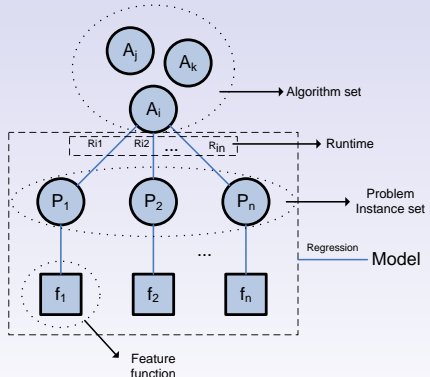 Aj
Ak
Ai
Algorithm set
Ri1
Ri2
...
Rin
Runtime
P1
P2
Pn
Problem
Instance set
...
Regression
Model
f1
f2
fn
Feature
function